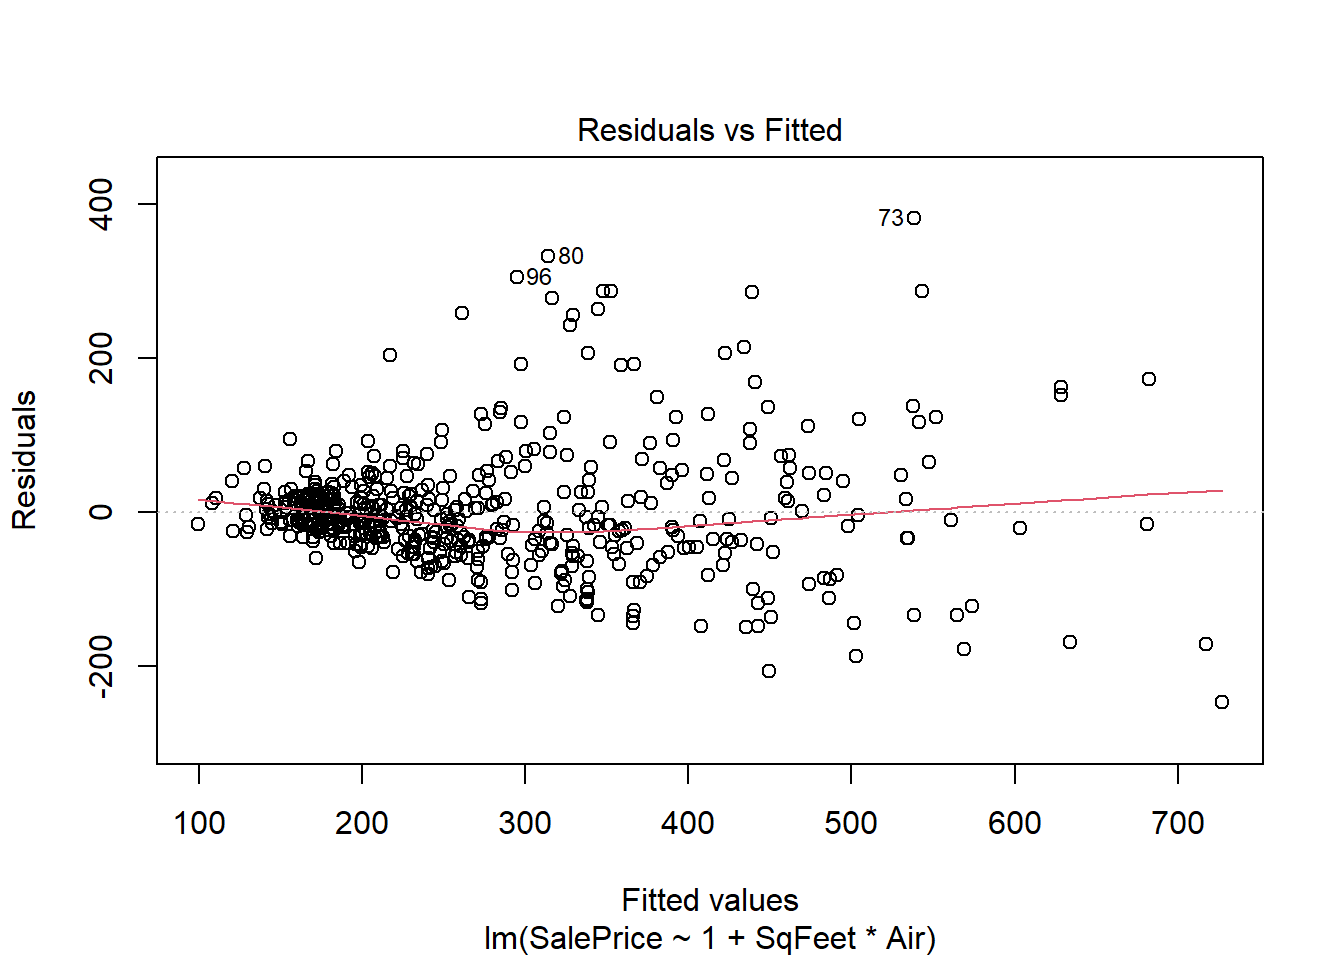 Residuals vs Fitted
Residuals
400
200
0
-200
73
80
96
100 200 300 400 500 600 700
Fitted values
lm(SalePrice ~ 1 + SqFeet * Air)